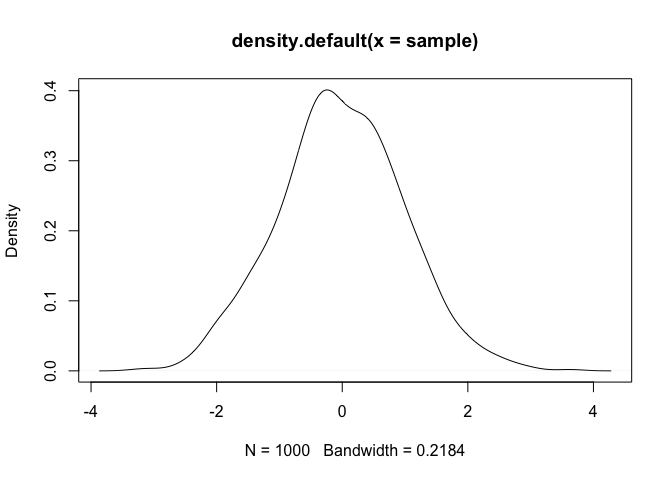 density.default(x = sample)
Density
0.4
0.3
0.2
0.1
0.0
-4 -2 0 2 4
N = 1000 Bandwidth = 0.2184